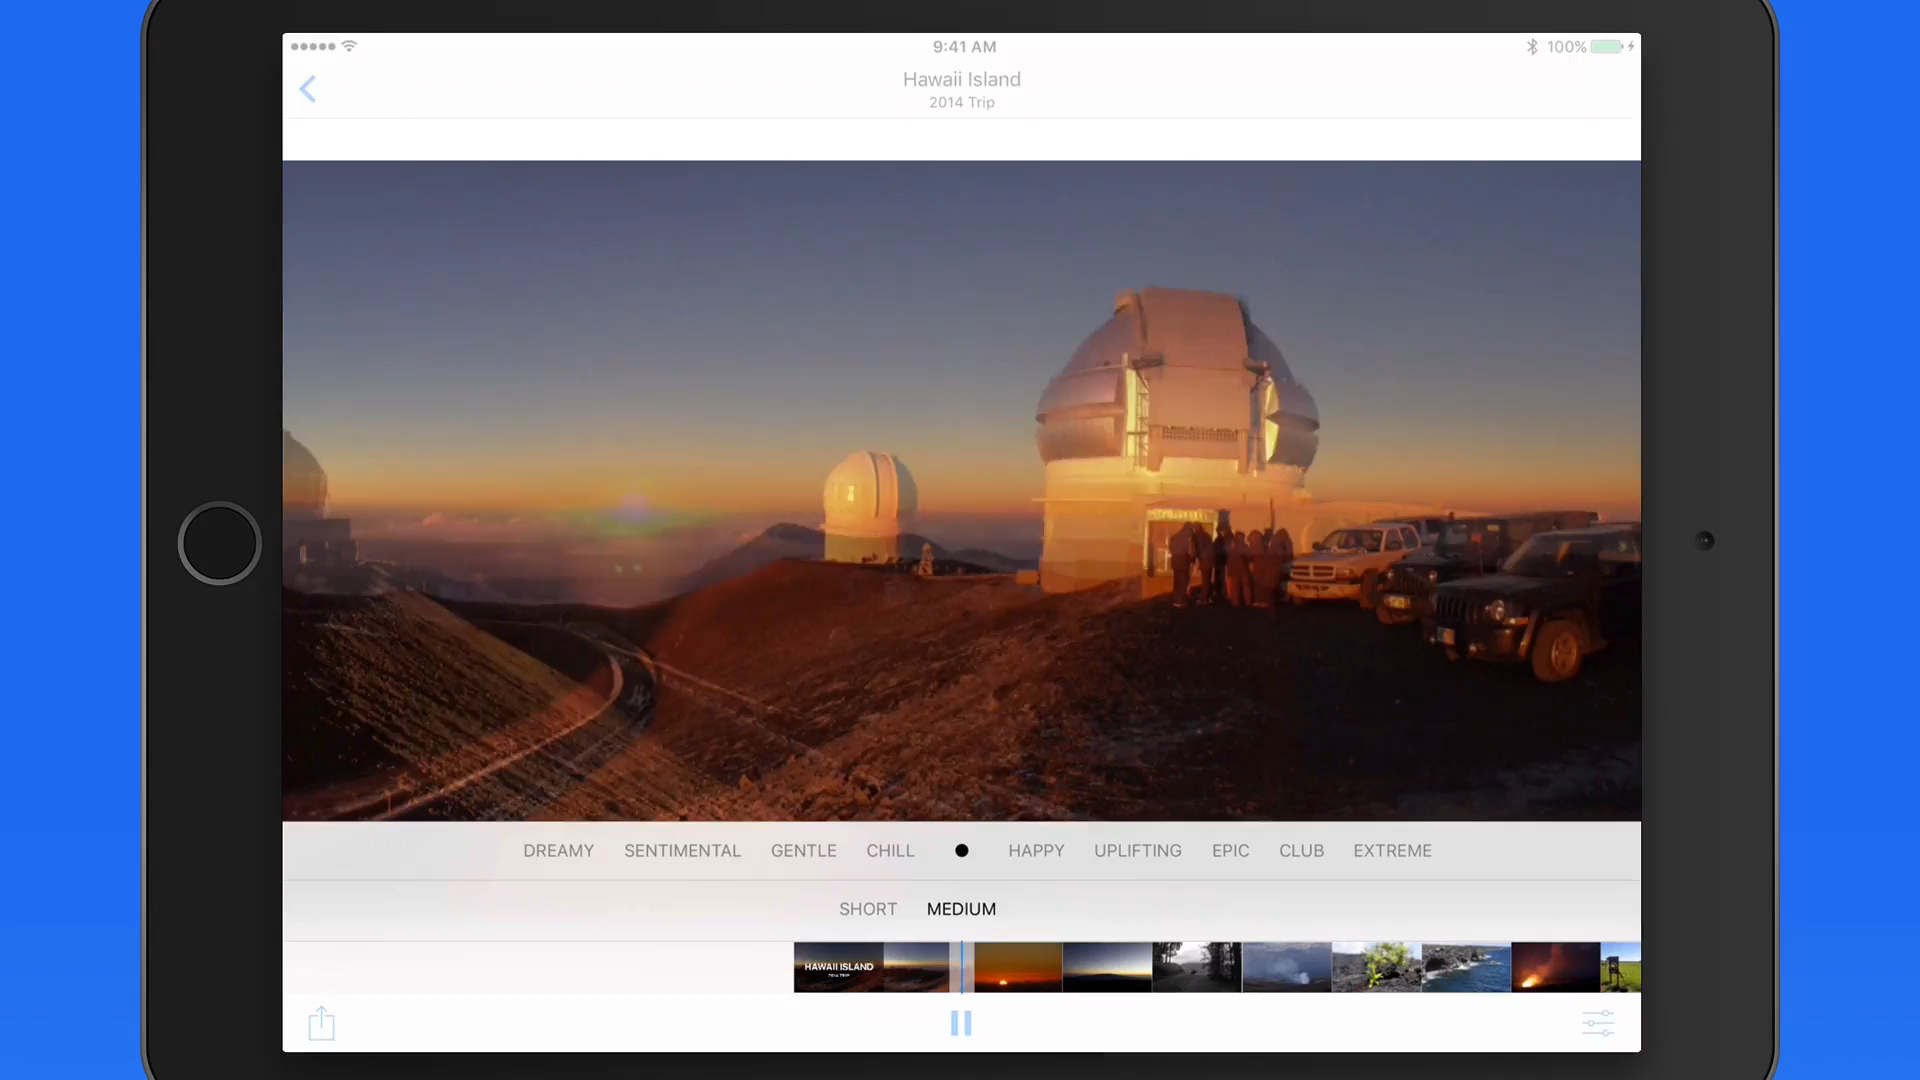 9:41 AM
100%
Hawaii Island
2014 Trip
DREAMY SENTIMENTAL GENTLE CHILL HAPPY UPLIFTING EPIC CLUB EXTREME
SHORT MEDIUM
HAWAII ISLAND